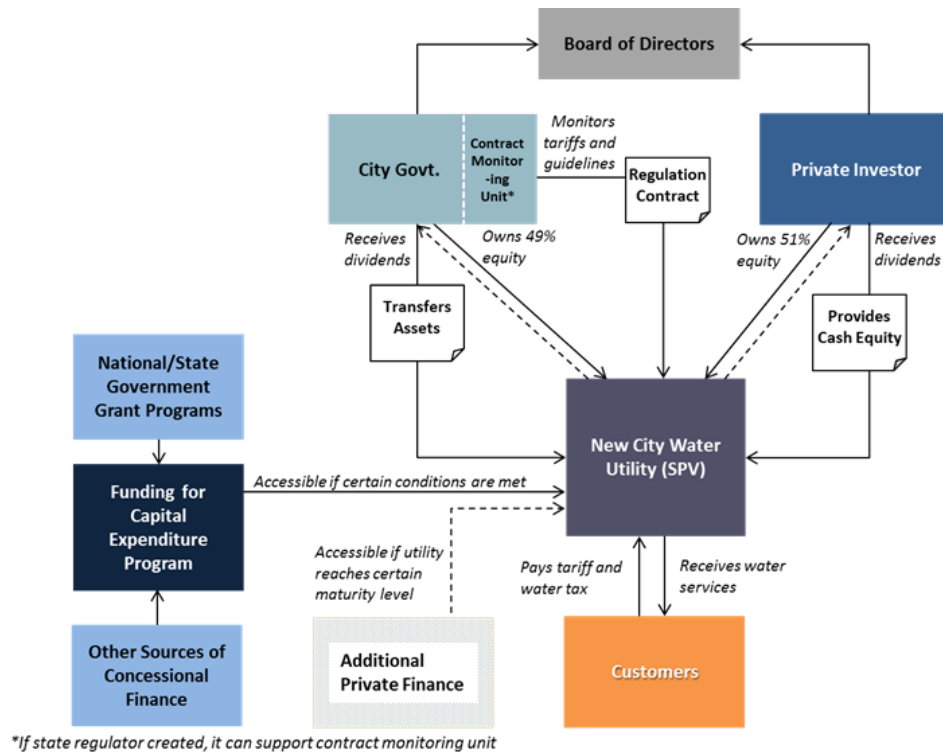 Board of Directors
City Govt.
Contract
Monitor
-ing
Unit*
Monitors
tariffs and
guidelines
Regulation
Contract
Private Investor
Receives
dividends
Owns 49%
equity
Owns 51%
equity
Receives
dividends
Transfers
Assets
Provides
Cash Equity
National/State
Government
Grant Programs
New City Water
Utility (SPV)
Funding for
Capital
Expenditure
Program
Accessible if certain conditions are met
Accessible if utility
reaches certain
maturity level
Pays tariff and
water tax
Receives water
services
Other Sources of
Concessional
Finance
Additional
Private Finance
Customers
*If state regulator created, it can support contract monitoring unit